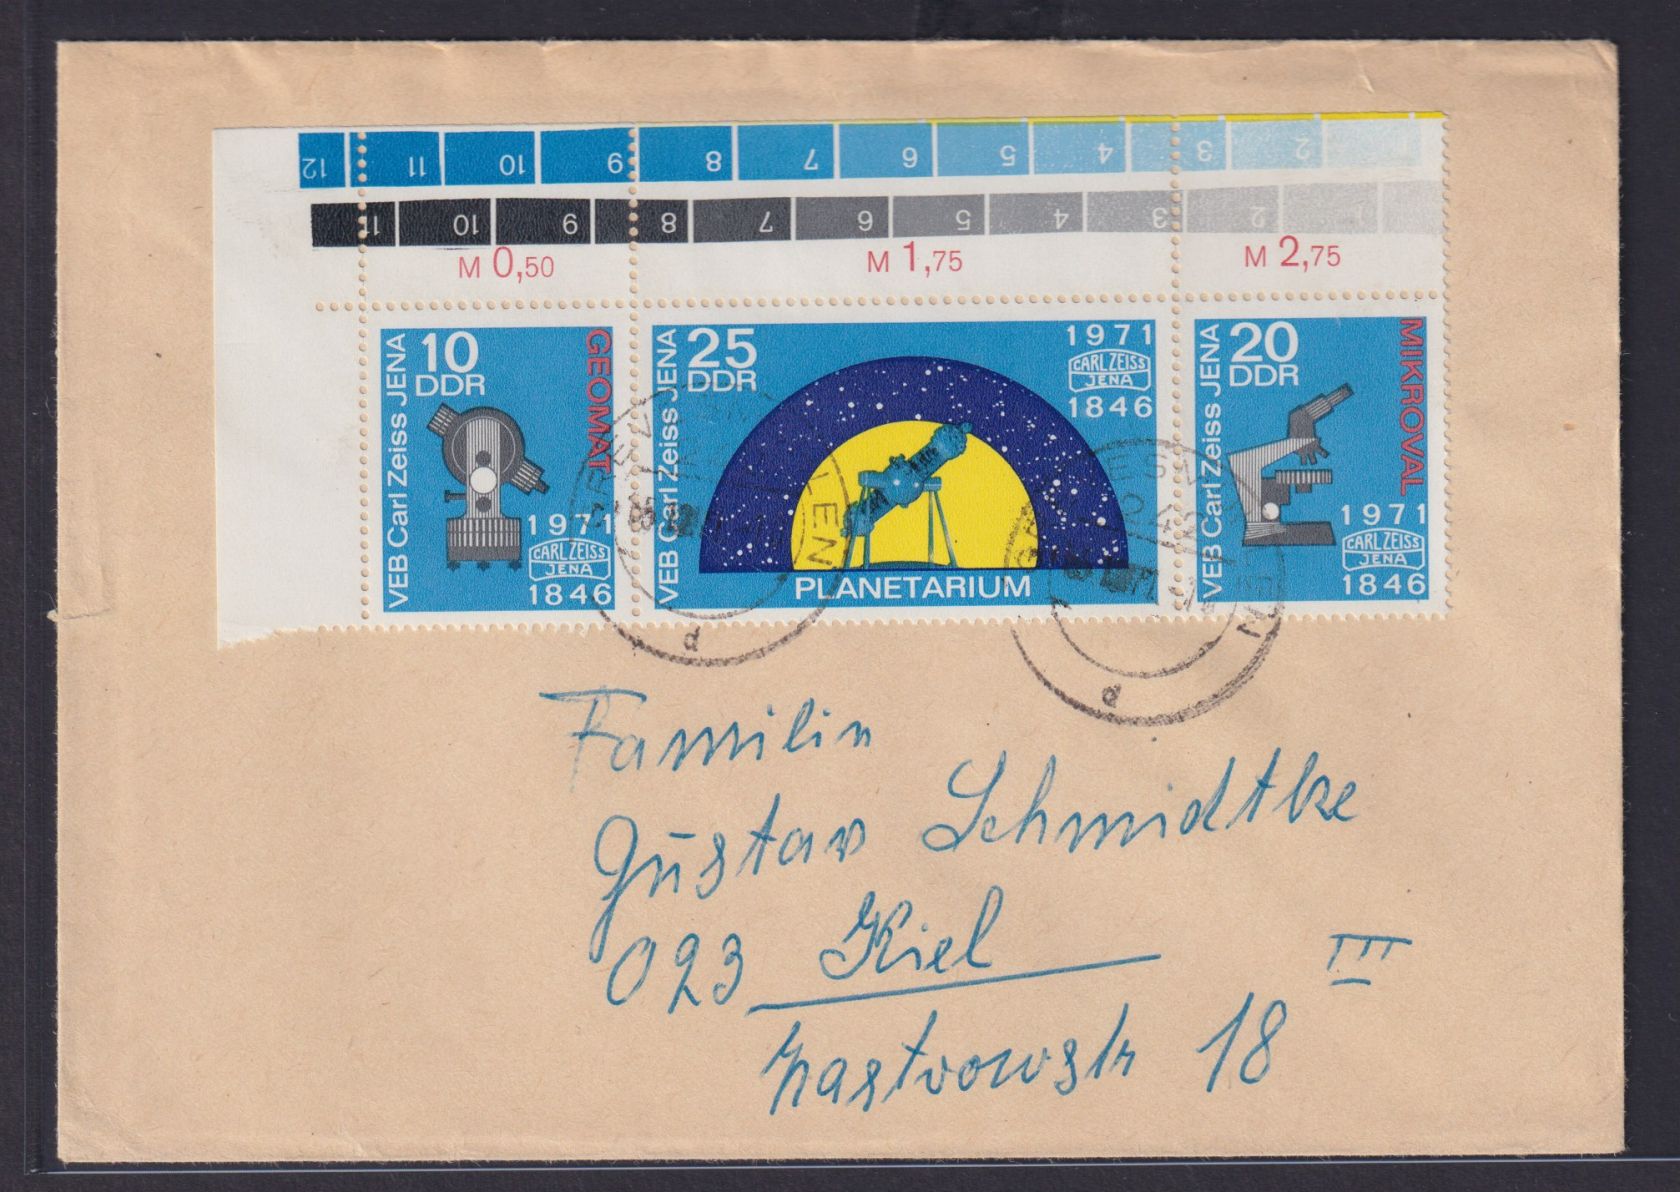 12 11 10 9 8 7 6 5 4 3 2
11 10 9 8 7 6 5 4 3 2 1
M 0,50 M 1,75 M 2,75
10
DDR
GEOMAT
VEB Carl Zeiss JENA
1971
CARL ZEISS
JENA
1846
25
DDR
VEB Carl Zeiss JENA
1971
CARL ZEISS
JENA
1846
PLANETARIUM
20
DDR
MIKROVAL
VEB Carl Zeiss JENA
1971
CARL ZEISS
JENA
1846
d
d
Familin
Gustav Schmidtke
023 Kiel III
18